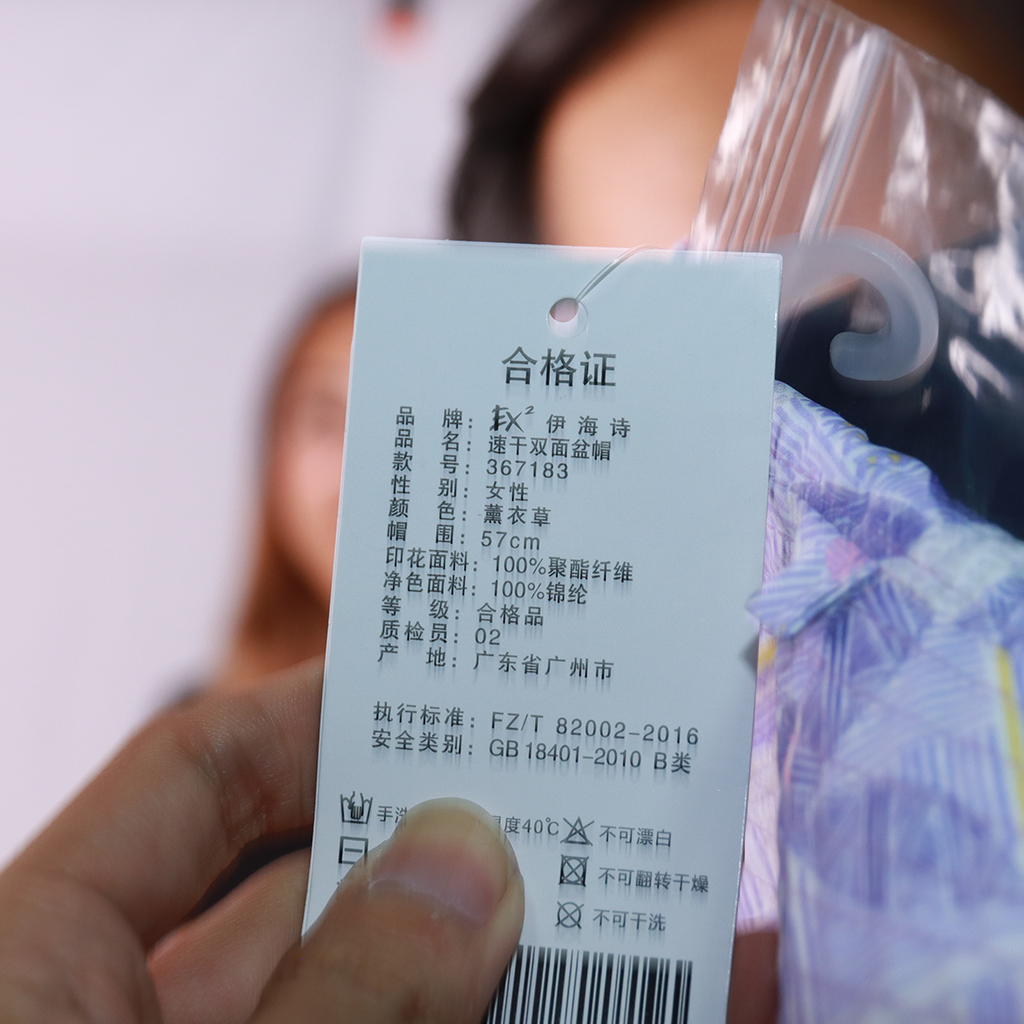 合格证
品牌：EX² 伊海诗
品名：速干双面盆帽
款号：367183
性别：女性
颜色：薰衣草
帽围：57cm
印花面料：100%聚酯纤维
净色面料：100%锦纶
等级：合格品
质检员：02
产地：广东省广州市
执行标准：FZ/T 82002-2016
安全类别：GB 18401-2010 B类
手洗 度40℃ 不可漂白
不可翻转干燥
不可干洗